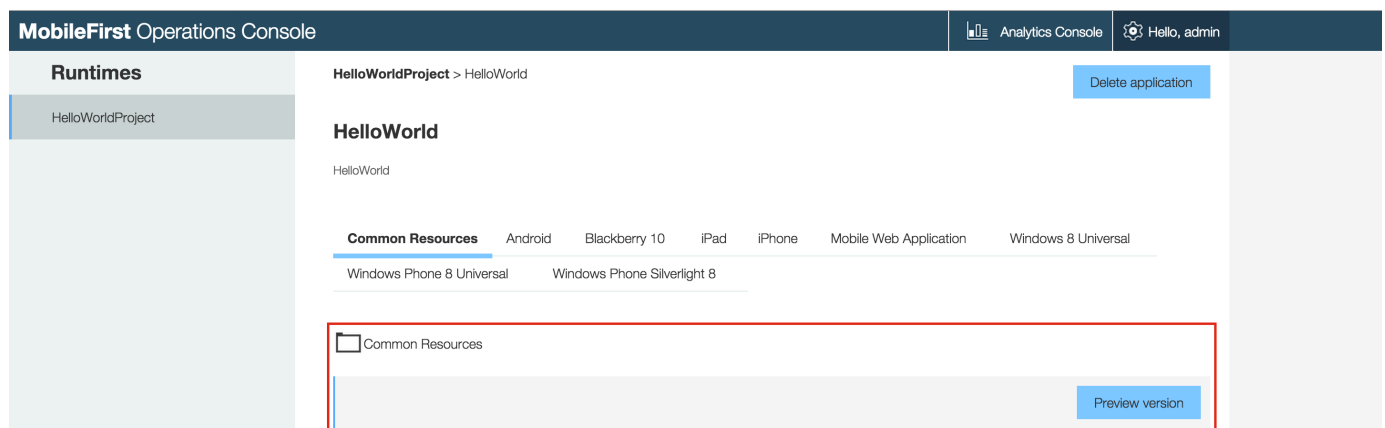 MobileFirst Operations Console
Analytics Console
Hello, admin
Runtimes
HelloWorldProject
HelloWorldProject > HelloWorld
Delete application
HelloWorld
HelloWorld
Common Resources Android Blackberry 10 iPad iPhone Mobile Web Application Windows 8 Universal
Windows Phone 8 Universal Windows Phone Silverlight 8
Common Resources
Preview version